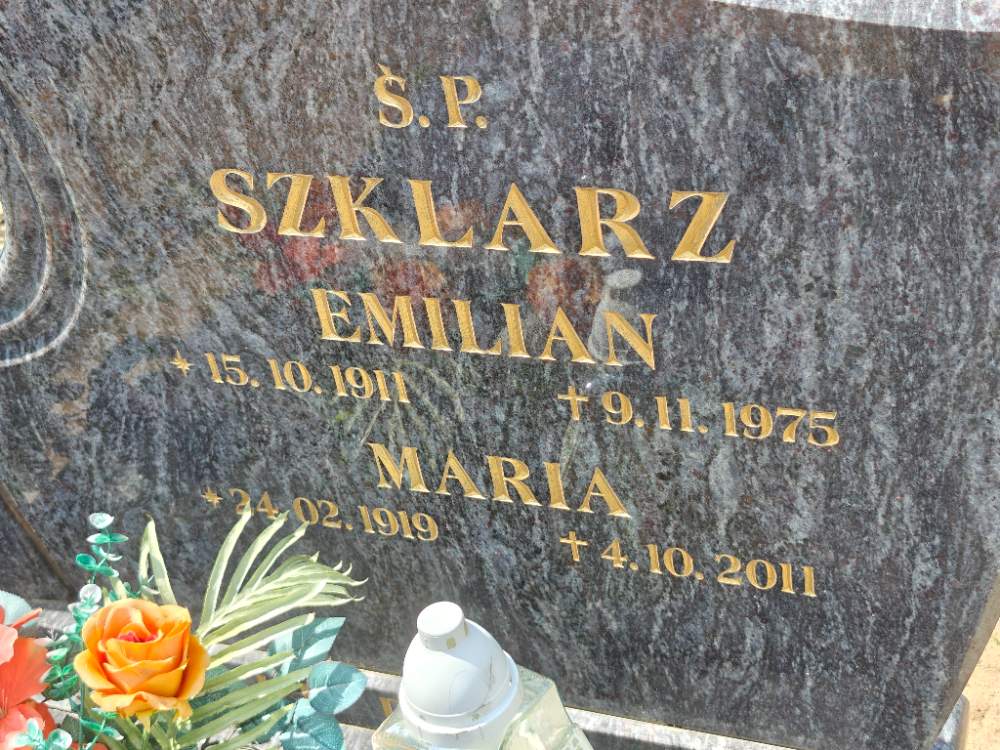 Š.P.
SZKLARZ
EMILIAN
* 15.10.1911 † 9.11.1975
MARIA
* 24.02.1919 † 4.10.2011